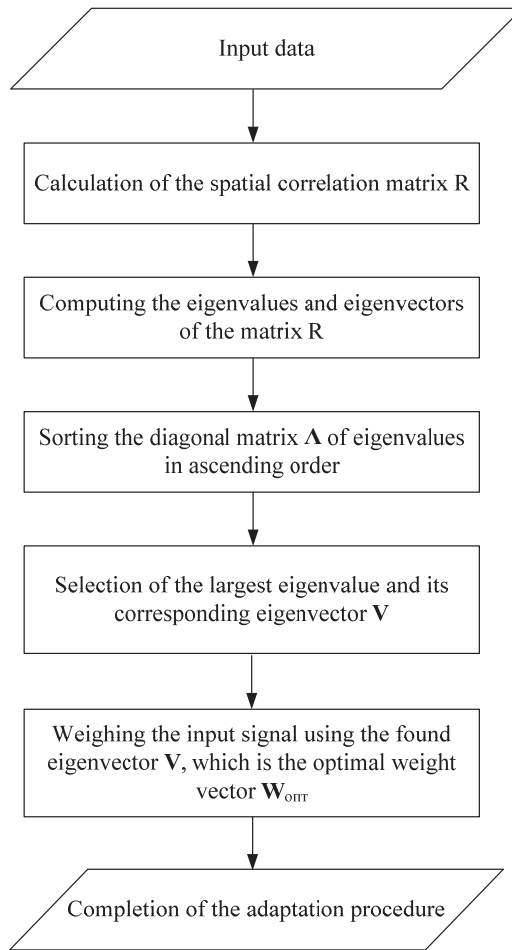 Input data
Calculation of the spatial correlation matrix R
Computing the eigenvalues and eigenvectors
of the matrix R
Sorting the diagonal matrix Λ of eigenvalues
in ascending order
Selection of the largest eigenvalue and its
corresponding eigenvector V
Weighing the input signal using the found
eigenvector V, which is the optimal weight
vector Wопт
Completion of the adaptation procedure